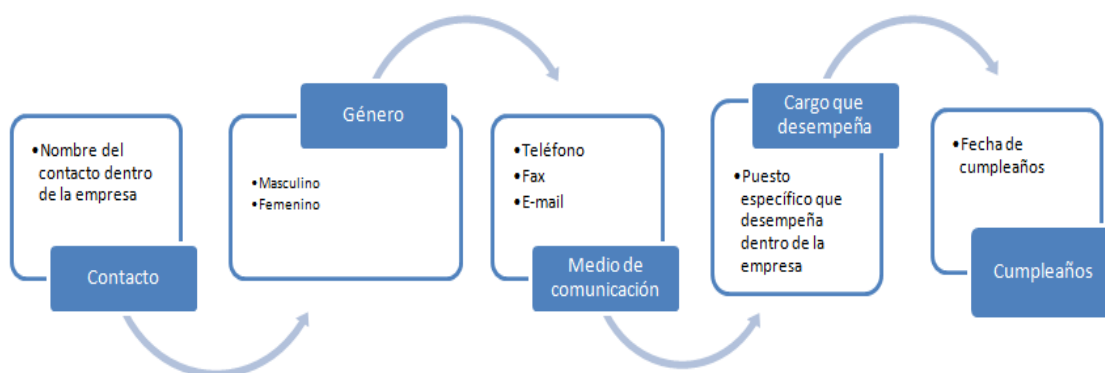 •Nombre del
contacto dentro
de la empresa
Contacto
Género
•Masculino
•Femenino
•Teléfono
•Fax
•E-mail
Medio de
comunicación
Cargo que
desempeña
•Puesto
específico que
desempeña
dentro de la
empresa
•Fecha de
cumpleaños
Cumpleaños